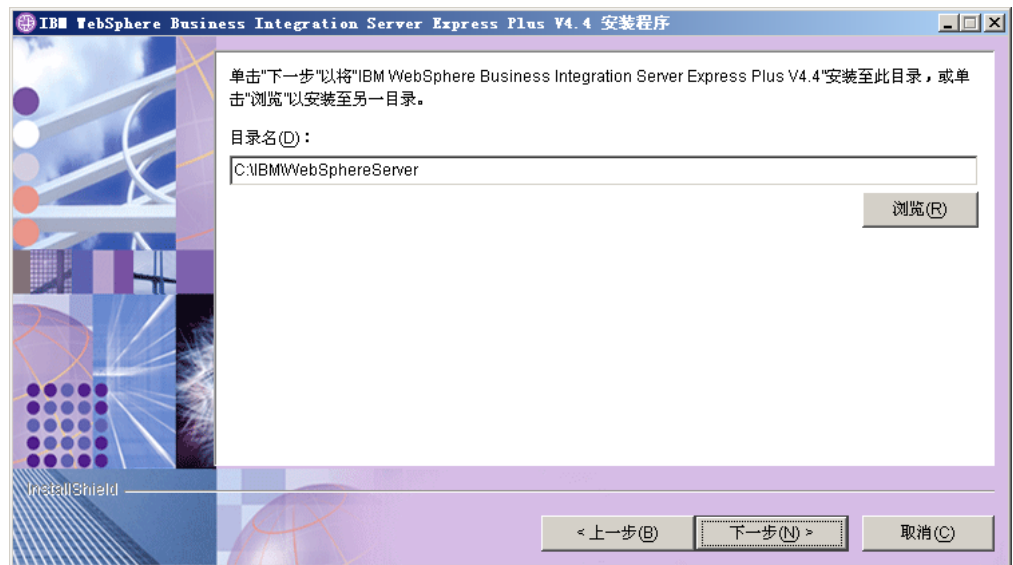 IBM WebSphere Business Integration Server Express Plus V4.4 安装程序
单击"下一步"以将"IBM WebSphere Business Integration Server Express Plus V4.4"安装至此目录，或单
击"浏览"以安装至另一目录。
目录名(D)：
C:\IBM\WebSphereServer
浏览(R)
InstallShield
<上一步(B)
下一步(N) >
取消(C)